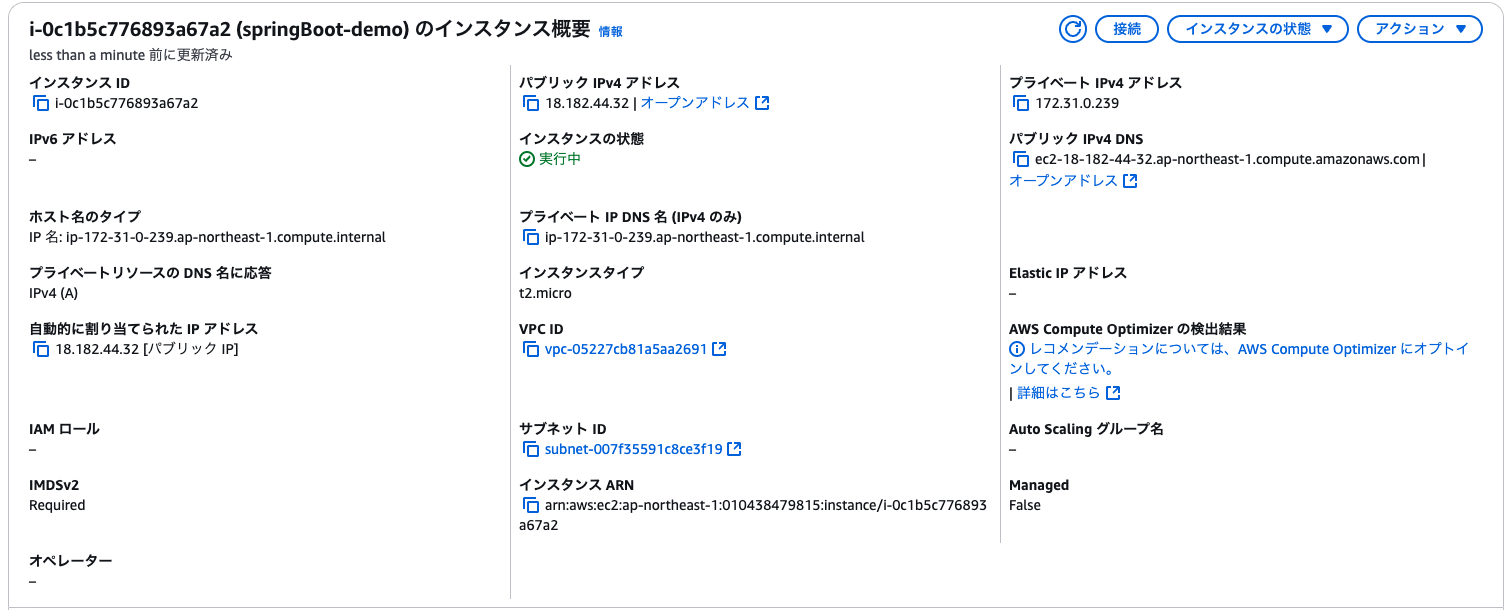 i-0c1b5c776893a67a2 (springBoot-demo) のインスタンス概要 情報
接続
インスタンスの状態
アクション
less than a minute 前に更新済み
インスタンス ID
i-0c1b5c776893a67a2
パブリック IPv4 アドレス
18.182.44.32 | オープンアドレス
プライベート IPv4 アドレス
172.31.0.239
IPv6 アドレス
–
インスタンスの状態
実行中
パブリック IPv4 DNS
ec2-18-182-44-32.ap-northeast-1.compute.amazonaws.com |
オープンアドレス
ホスト名のタイプ
IP 名: ip-172-31-0-239.ap-northeast-1.compute.internal
プライベート IP DNS 名 (IPv4 のみ)
ip-172-31-0-239.ap-northeast-1.compute.internal
プライベートリソースの DNS 名に応答
IPv4 (A)
インスタンスタイプ
t2.micro
Elastic IP アドレス
–
自動的に割り当てられた IP アドレス
18.182.44.32 [パブリック IP]
VPC ID
vpc-05227cb81a5aa2691
AWS Compute Optimizer の検出結果
レコメンデーションについては、AWS Compute Optimizer にオプトイ
ンしてください。
| 詳細はこちら
IAM ロール
–
サブネット ID
subnet-007f35591c8ce3f19
Auto Scaling グループ名
–
IMDSv2
Required
インスタンス ARN
arn:aws:ec2:ap-northeast-1:010438479815:instance/i-0c1b5c776893
a67a2
Managed
False
オペレーター
–